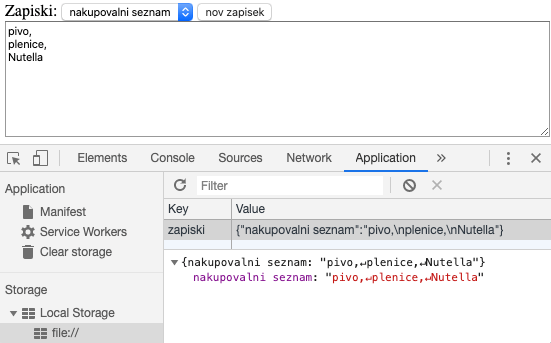 Zapiski: nakupovalni seznam nov zapisek
pivo,
plenice,
Nutella
Elements Console Sources Network Application »
Application
Manifest
Service Workers
Clear storage
Storage
Local Storage
file://
Filter
Key Value
zapiski {"nakupovalni seznam":"pivo,\nplenice,\nNutella"}
{nakupovalni seznam: "pivo,↵plenice,↵Nutella"}
nakupovalni seznam: "pivo,↵plenice,↵Nutella"